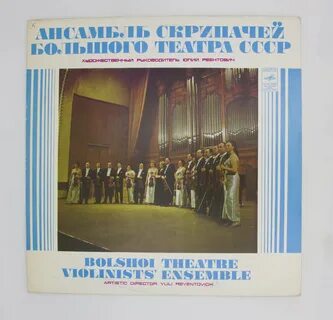 АНСАМБЛЬ СКРИПАЧЕЙ
БОЛЬШОГО ТЕАТРА СССР
ХУДОЖЕСТВЕННЫЙ РУКОВОДИТЕЛЬ ЮЛИЙ РЕЕНТОВИЧ
BOLSHOI THEATRE
VIOLINISTS' ENSEMBLE
ARTISTIC DIRECTOR YULI REYENTOVICH